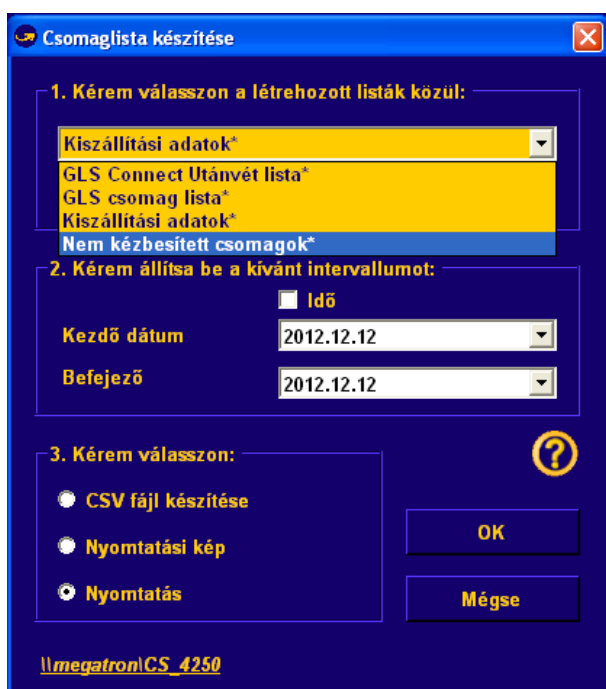 Csomaglista készítése
1. Kérem válasszon a létrehozott listák közül:
Kiszállítási adatok*
GLS Connect Utánvét lista*
GLS csomag lista*
Kiszállítási adatok*
Nem kézbesített csomagok*
2. Kérem állítsa be a kívánt intervallumot:
Idő
Kezdő dátum 2012.12.12
Befejező 2012.12.12
3. Kérem válasszon:
CSV fájl készítése
Nyomtatási kép
Nyomtatás
?
OK
Mégse
\\megatron\CS_4250